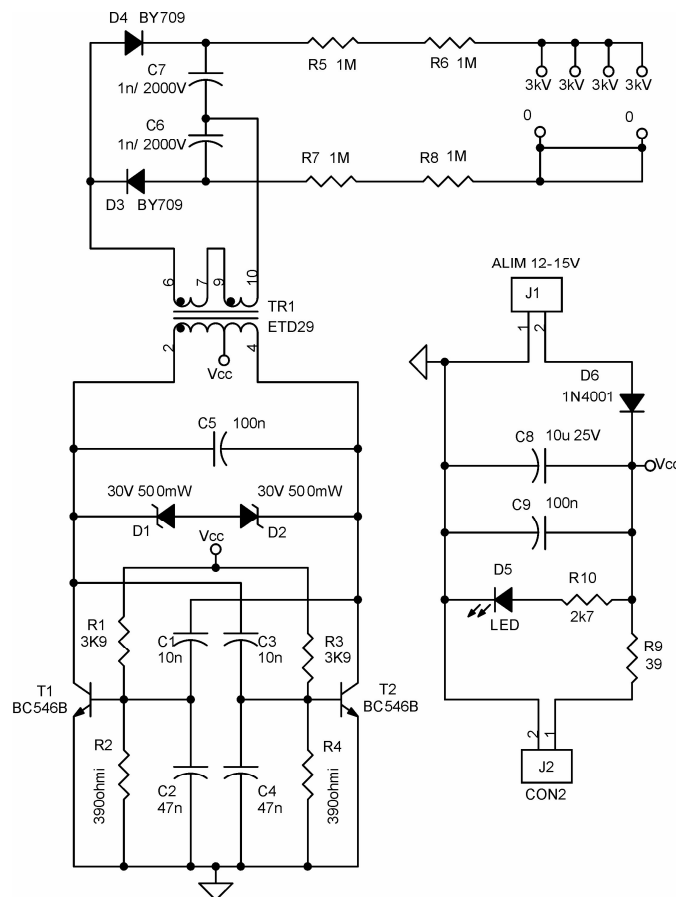 D4 BY709
C7
1n/ 2000V
R5 1M
R6 1M
3kV 3kV 3kV 3kV
C6
1n/ 2000V
0
0
R7 1M
R8 1M
D3 BY709
6
7
9
10
TR1
ETD29
2
4
Vcc
ALIM 12-15V
J1
1
2
D6
1N4001
C5 100n
C8 10u 25V
Vcc
30V 500mW
30V 500mW
D1
D2
C9 100n
Vcc
D5
LED
R10
2k7
R1
3K9
C1
10n
C3
10n
R3
3K9
R9
39
T1
BC546B
T2
BC546B
R2
390ohmi
C2
47n
C4
47n
R4
390ohmi
2
1
J2
CON2